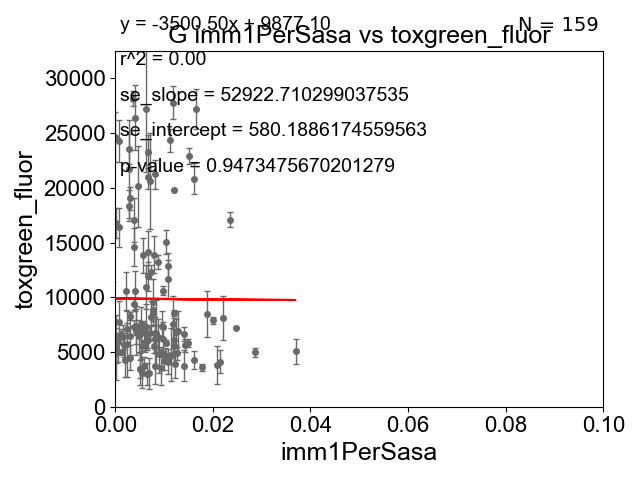 y = -3500.50x + 9877.10
N = 159
G imm1PerSasa vs toxgreen_fluor
r^2 = 0.00
se_slope = 52922.710299037535
se_intercept = 580.1886174559563
p-value = 0.9473475670201279
30000
25000
20000
15000
10000
5000
0
toxgreen_fluor
0.00 0.02 0.04 0.06 0.08 0.10
imm1PerSasa